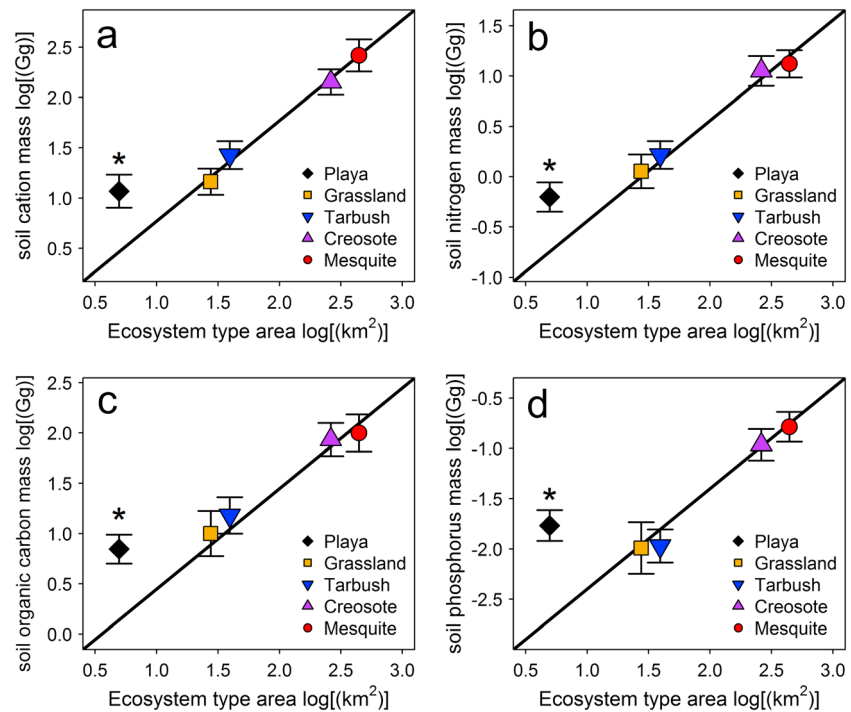 a
soil cation mass log[(Gg)]
2.5
2.0
1.5
1.0
0.5
*
Playa
Grassland
Tarbush
Creosote
Mesquite
0.5 1.0 1.5 2.0 2.5 3.0
Ecosystem type area log[(km²)]
b
soil nitrogen mass log[(Gg)]
1.5
1.0
0.5
0.0
-0.5
-1.0
*
Playa
Grassland
Tarbush
Creosote
Mesquite
0.5 1.0 1.5 2.0 2.5 3.0
Ecosystem type area log[(km²)]
c
soil organic carbon mass log[(Gg)]
2.5
2.0
1.5
1.0
0.5
0.0
*
Playa
Grassland
Tarbush
Creosote
Mesquite
0.5 1.0 1.5 2.0 2.5 3.0
Ecosystem type area log[(km²)]
d
soil phosphorus mass log[(Gg)]
-0.5
-1.0
-1.5
-2.0
-2.5
*
Playa
Grassland
Tarbush
Creosote
Mesquite
0.5 1.0 1.5 2.0 2.5 3.0
Ecosystem type area log[(km²)]